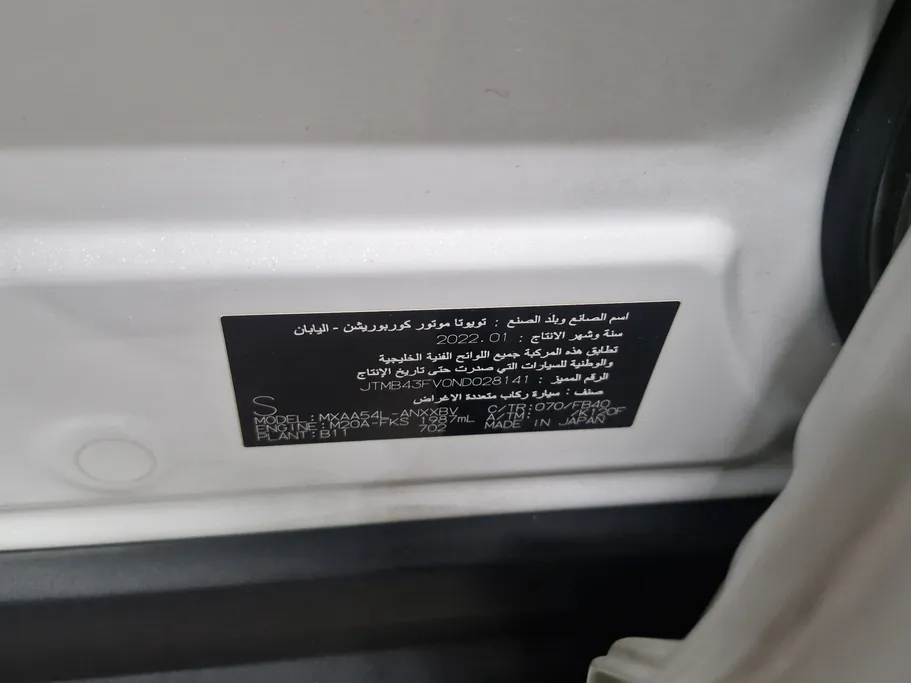 اسم الصانع وبلد الصنع : تويوتا موتور كوربوريشن - اليابان
سنة وشهر الانتاج : 2022.01
تطابق هذه المركبة جميع اللوائح الفنية الخليجية
والوطنية للسيارات التي صدرت حتى تاريخ الإنتاج
الرقم المميز : JTMB43FV0ND028141
صنف : سيارة ركاب متعددة الاغراض
S
MODEL:MXAA54L-ANXXBV C/TR:070/FB40
ENGINE:M20A-FKS 1987mL A/TM: /K120F
PLANT:B11 702 MADE IN JAPAN